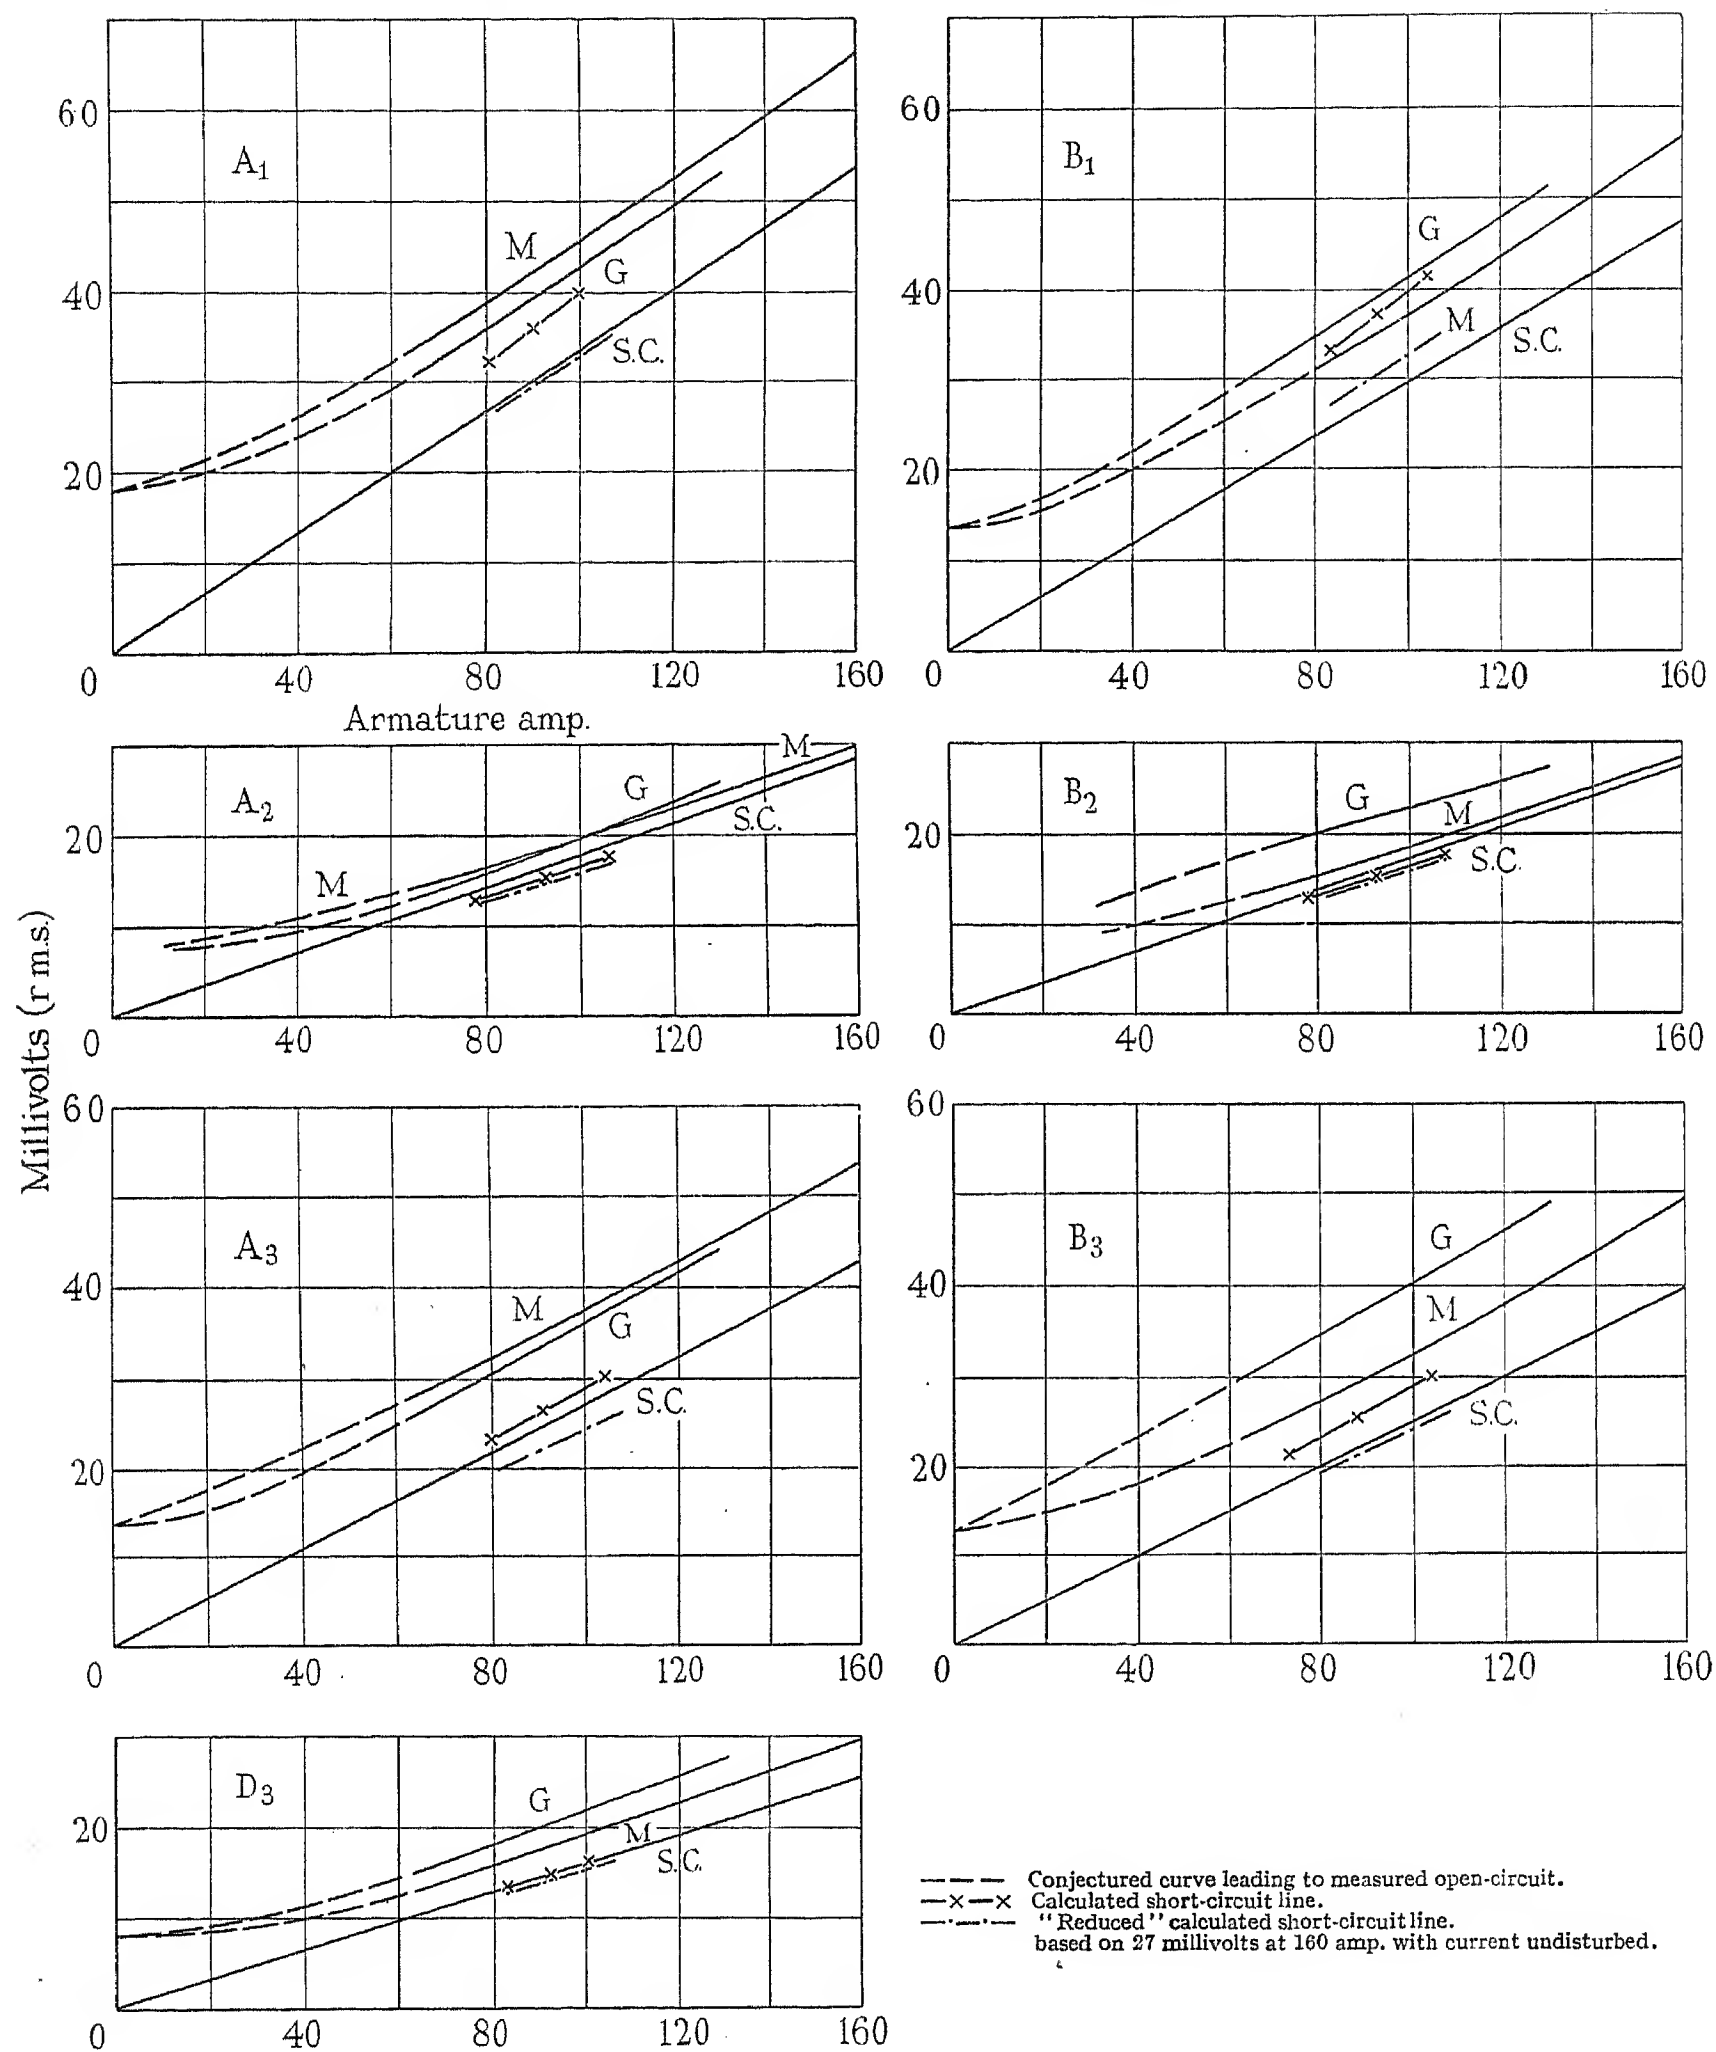 60
40
20
A1
M
G
S.C.
0 40 80 120 160
Armature amp.
60
40
20
B1
G
M
S.C.
0 40 80 120 160
Millivolts (r m.s.)
20
A2
M
G
M
S.C.
0 40 80 120 160
20
B2
G
M
S.C.
0 40 80 120 160
60
40
20
A3
M
G
S.C.
0 40 80 120 160
60
40
20
B3
G
M
S.C.
0 40 80 120 160
20
D3
G
M
S.C.
0 40 80 120 160
Conjectured curve leading to measured open-circuit.
Calculated short-circuit line.
"Reduced" calculated short-circuit line.
based on 27 millivolts at 160 amp. with current undisturbed.